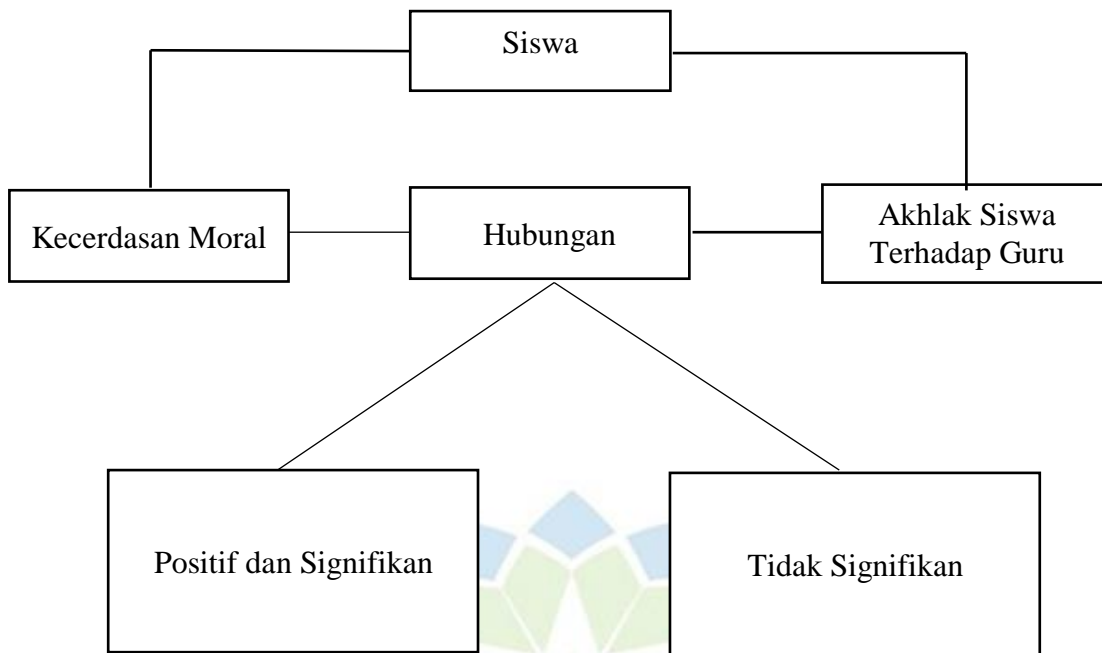 Siswa
Kecerdasan Moral
Hubungan
Akhlak Siswa
Terhadap Guru
Positif dan Signifikan
Tidak Signifikan